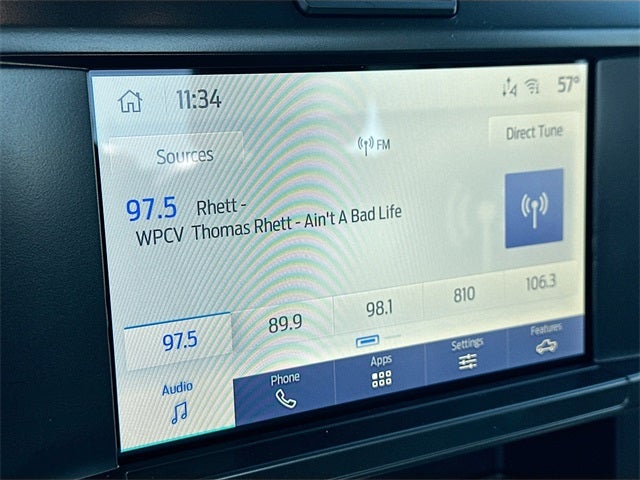 11:34
57°
Sources
FM
Direct Tune
97.5 Rhett -
WPCV Thomas Rhett - Ain't A Bad Life
97.5
89.9
98.1
810
106.3
Audio
Phone
Apps
Settings
Features